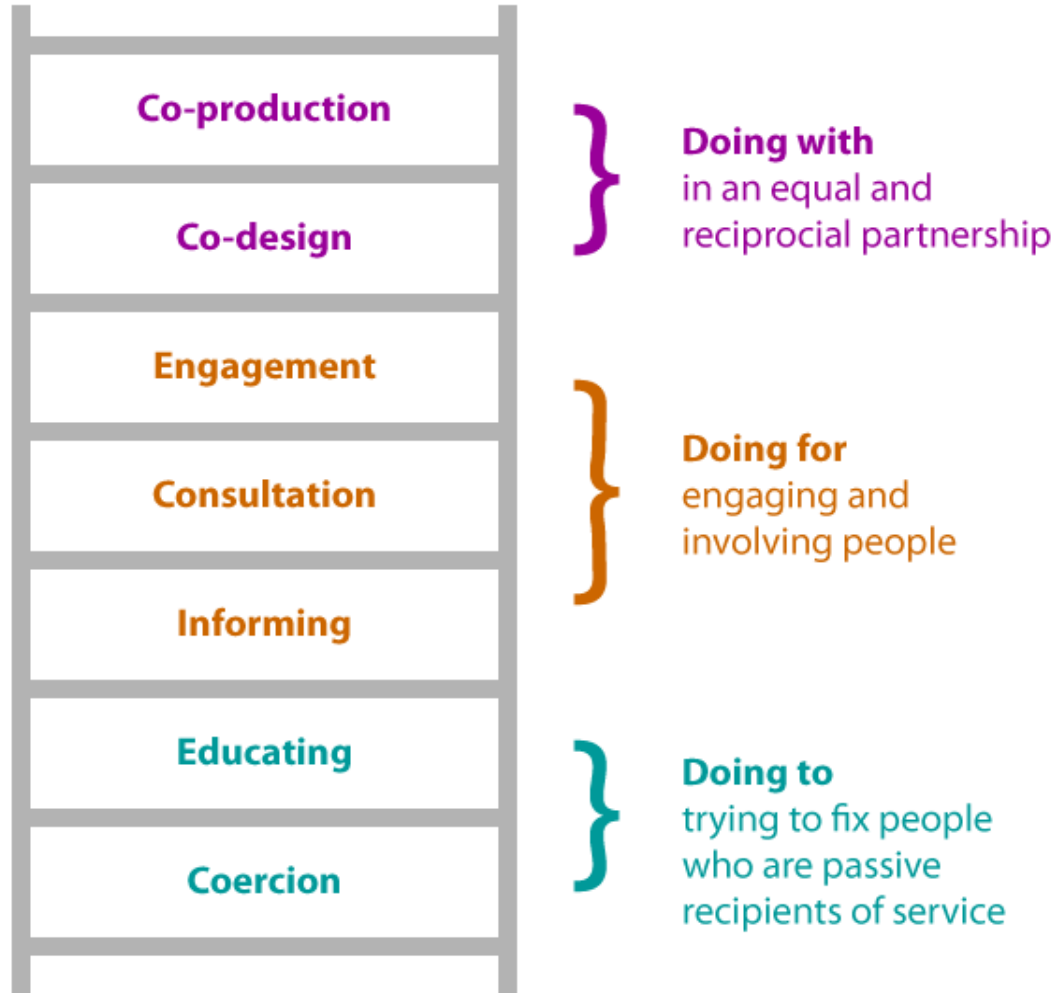 Co-production
Co-design
Doing with
in an equal and
reciprocial partnership
Engagement
Consultation
Informing
Doing for
engaging and
involving people
Educating
Coercion
Doing to
trying to fix people
who are passive
recipients of service